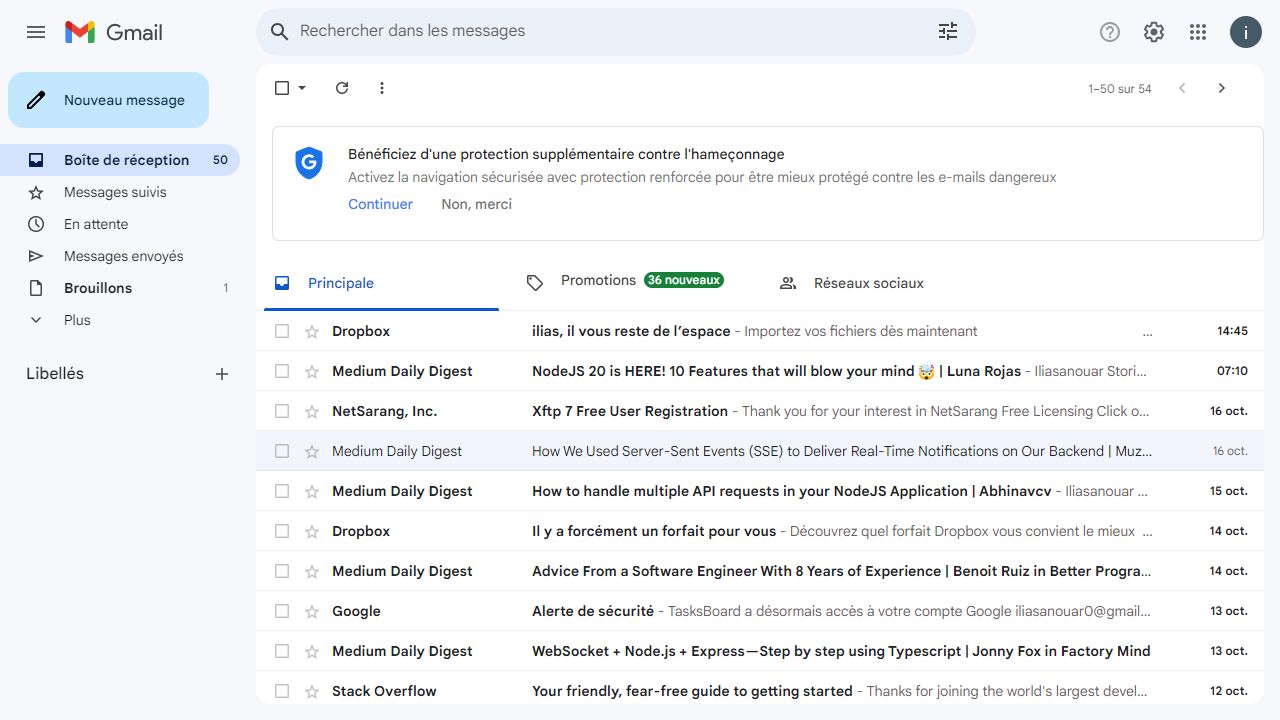 Gmail
Rechercher dans les messages
i
Nouveau message
1–50 sur 54
Boîte de réception 50
Messages suivis
En attente
Messages envoyés
Brouillons 1
Plus
Libellés
Bénéficiez d'une protection supplémentaire contre l'hameçonnage
Activez la navigation sécurisée avec protection renforcée pour être mieux protégé contre les e-mails dangereux
Continuer Non, merci
Principale Promotions 36 nouveaux Réseaux sociaux
Dropbox ilias, il vous reste de l’espace - Importez vos fichiers dès maintenant ... 14:45
Medium Daily Digest NodeJS 20 is HERE! 10 Features that will blow your mind 🤯 | Luna Rojas - Iliasanouar Stori... 07:10
NetSarang, Inc. Xftp 7 Free User Registration - Thank you for your interest in NetSarang Free Licensing Click o... 16 oct.
Medium Daily Digest How We Used Server-Sent Events (SSE) to Deliver Real-Time Notifications on Our Backend | Muz... 16 oct.
Medium Daily Digest How to handle multiple API requests in your NodeJS Application | Abhinavcv - Iliasanouar ... 15 oct.
Dropbox Il y a forcément un forfait pour vous - Découvrez quel forfait Dropbox vous convient le mieux ... 14 oct.
Medium Daily Digest Advice From a Software Engineer With 8 Years of Experience | Benoit Ruiz in Better Progra... 14 oct.
Google Alerte de sécurité - TasksBoard a désormais accès à votre compte Google iliasanouar0@gmail... 13 oct.
Medium Daily Digest WebSocket + Node.js + Express — Step by step using Typescript | Jonny Fox in Factory Mind 13 oct.
Stack Overflow Your friendly, fear-free guide to getting started - Thanks for joining the world's largest devel... 12 oct.